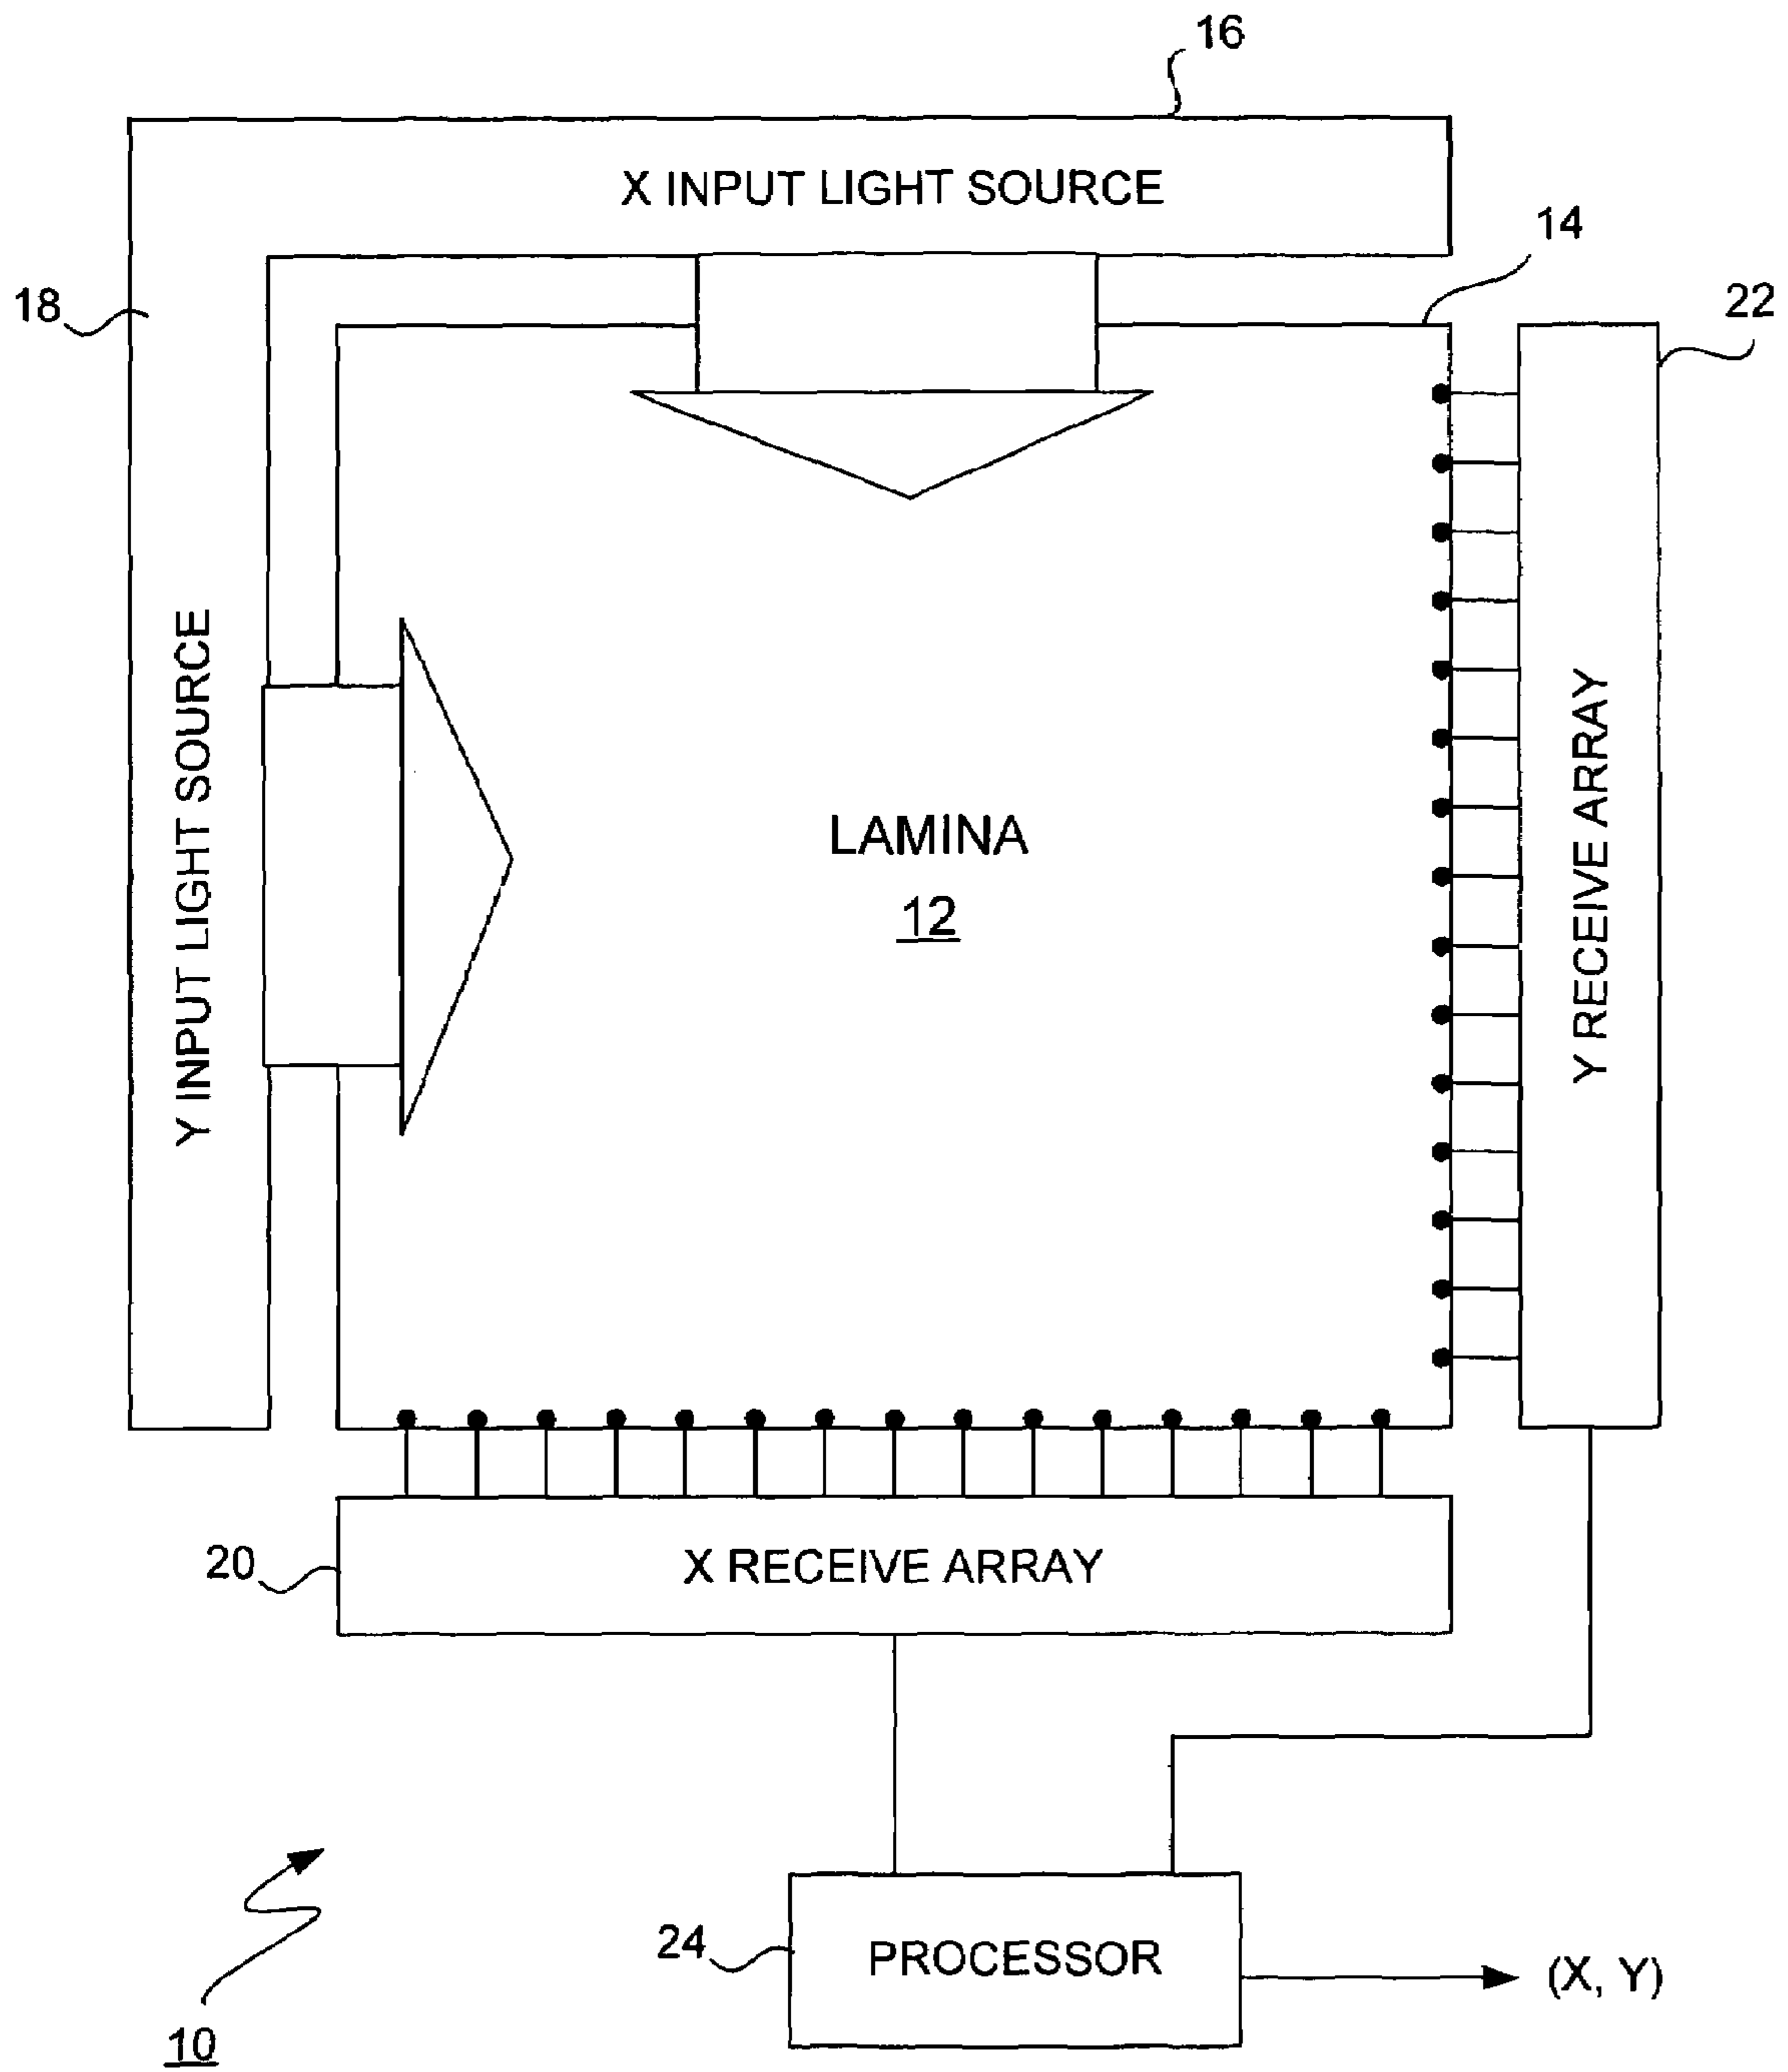 16
X INPUT LIGHT SOURCE
14
18
22
Y INPUT LIGHT SOURCE
LAMINA
12
Y RECEIVE ARRAY
20
X RECEIVE ARRAY
24
PROCESSOR
(X, Y)
10